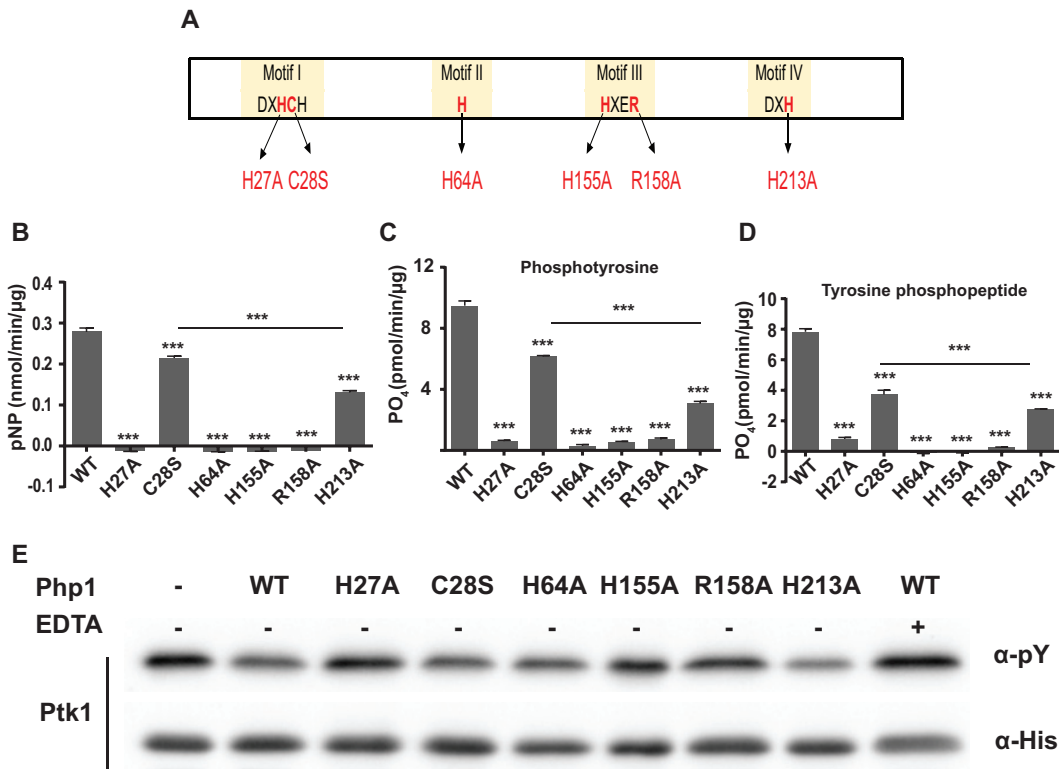 A
Motif I Motif II Motif III Motif IV
DXHCH H HXER DXH
H27A C28S H64A H155A R158A H213A
B
pNP (nmol/min/µg)
0.4
0.3
0.2
0.1
0.0
-0.1
*** *** *** *** *** *** ***
WT H27A C28S H64A H155A R158A H213A
C
Phosphotyrosine
PO4(pmol/min/µg)
12
9
6
3
*** *** *** *** *** *** ***
WT H27A C28S H64A H155A R158A H213A
D
Tyrosine phosphopeptide
PO4(pmol/min/µg)
8
6
4
2
0
-2
*** *** *** *** *** *** ***
WT H27A C28S H64A H155A R158A H213A
E
Php1 - WT H27A C28S H64A H155A R158A H213A WT
EDTA - - - - - - - - +
α-pY
Ptk1
α-His